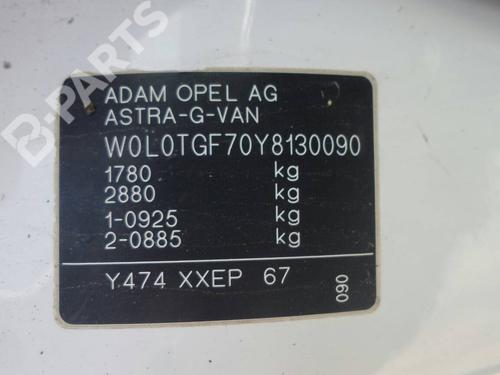 B-PARTS
ADAM OPEL AG
ASTRA-G-VAN
W0L0TGF70Y8130090
1780 kg
2880 kg
1-0925 kg
2-0885 kg
Y474 XXEP 67
090